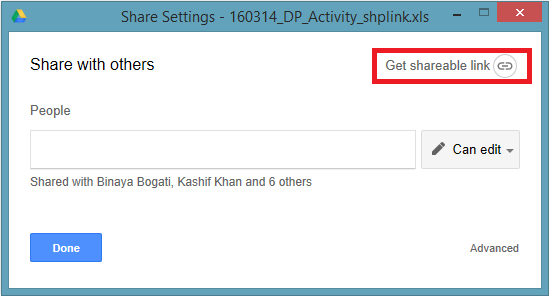 Share Settings - 160314_DP_Activity_shplink.xls
Share with others
Get shareable link
People
Can edit
Shared with Binaya Bogati, Kashif Khan and 6 others
Done
Advanced